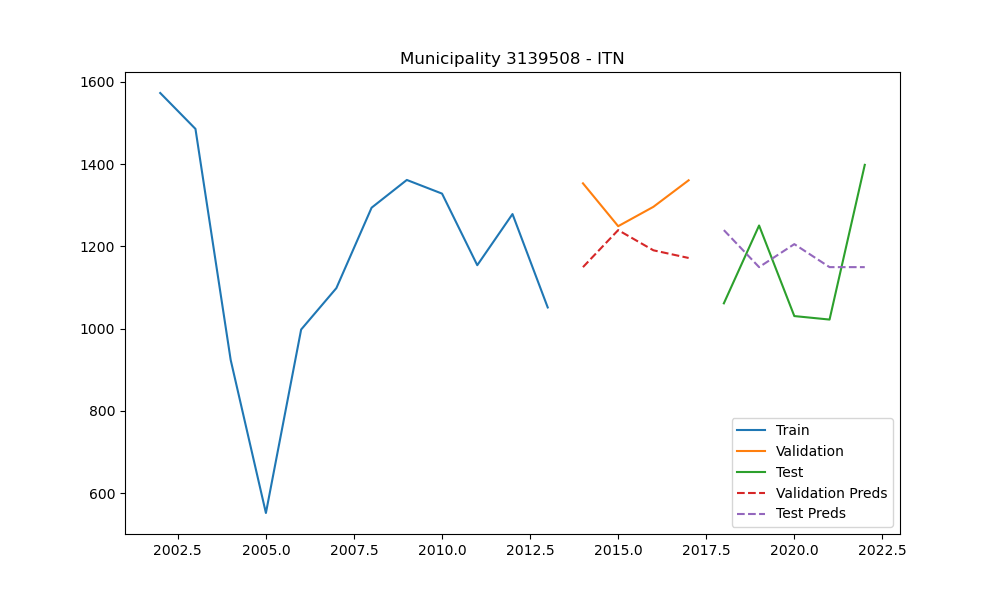 Municipality 3139508 - ITN
1600
1400
1200
1000
800
600
2002.5 2005.0 2007.5 2010.0 2012.5 2015.0 2017.5 2020.0 2022.5
Train
Validation
Test
Validation Preds
Test Preds